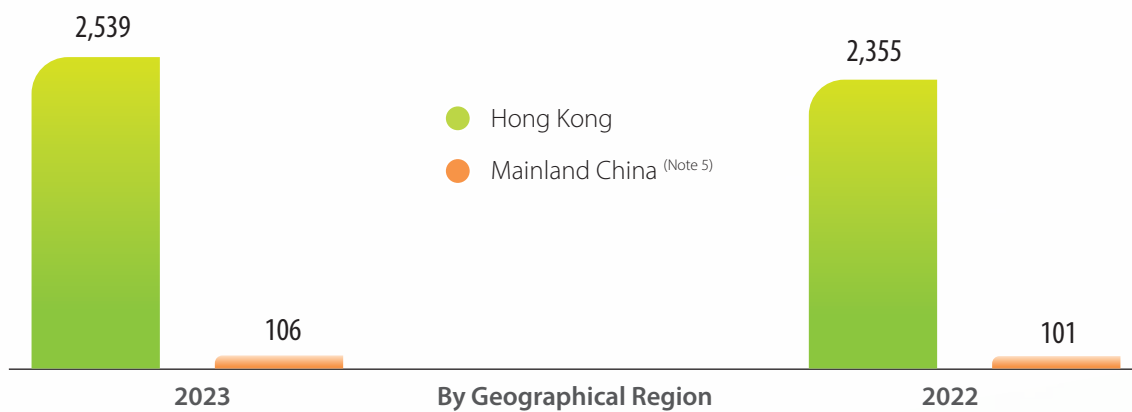 2,539
2,355
Hong Kong
Mainland China (Note 5)
106
101
2023
By Geographical Region
2022